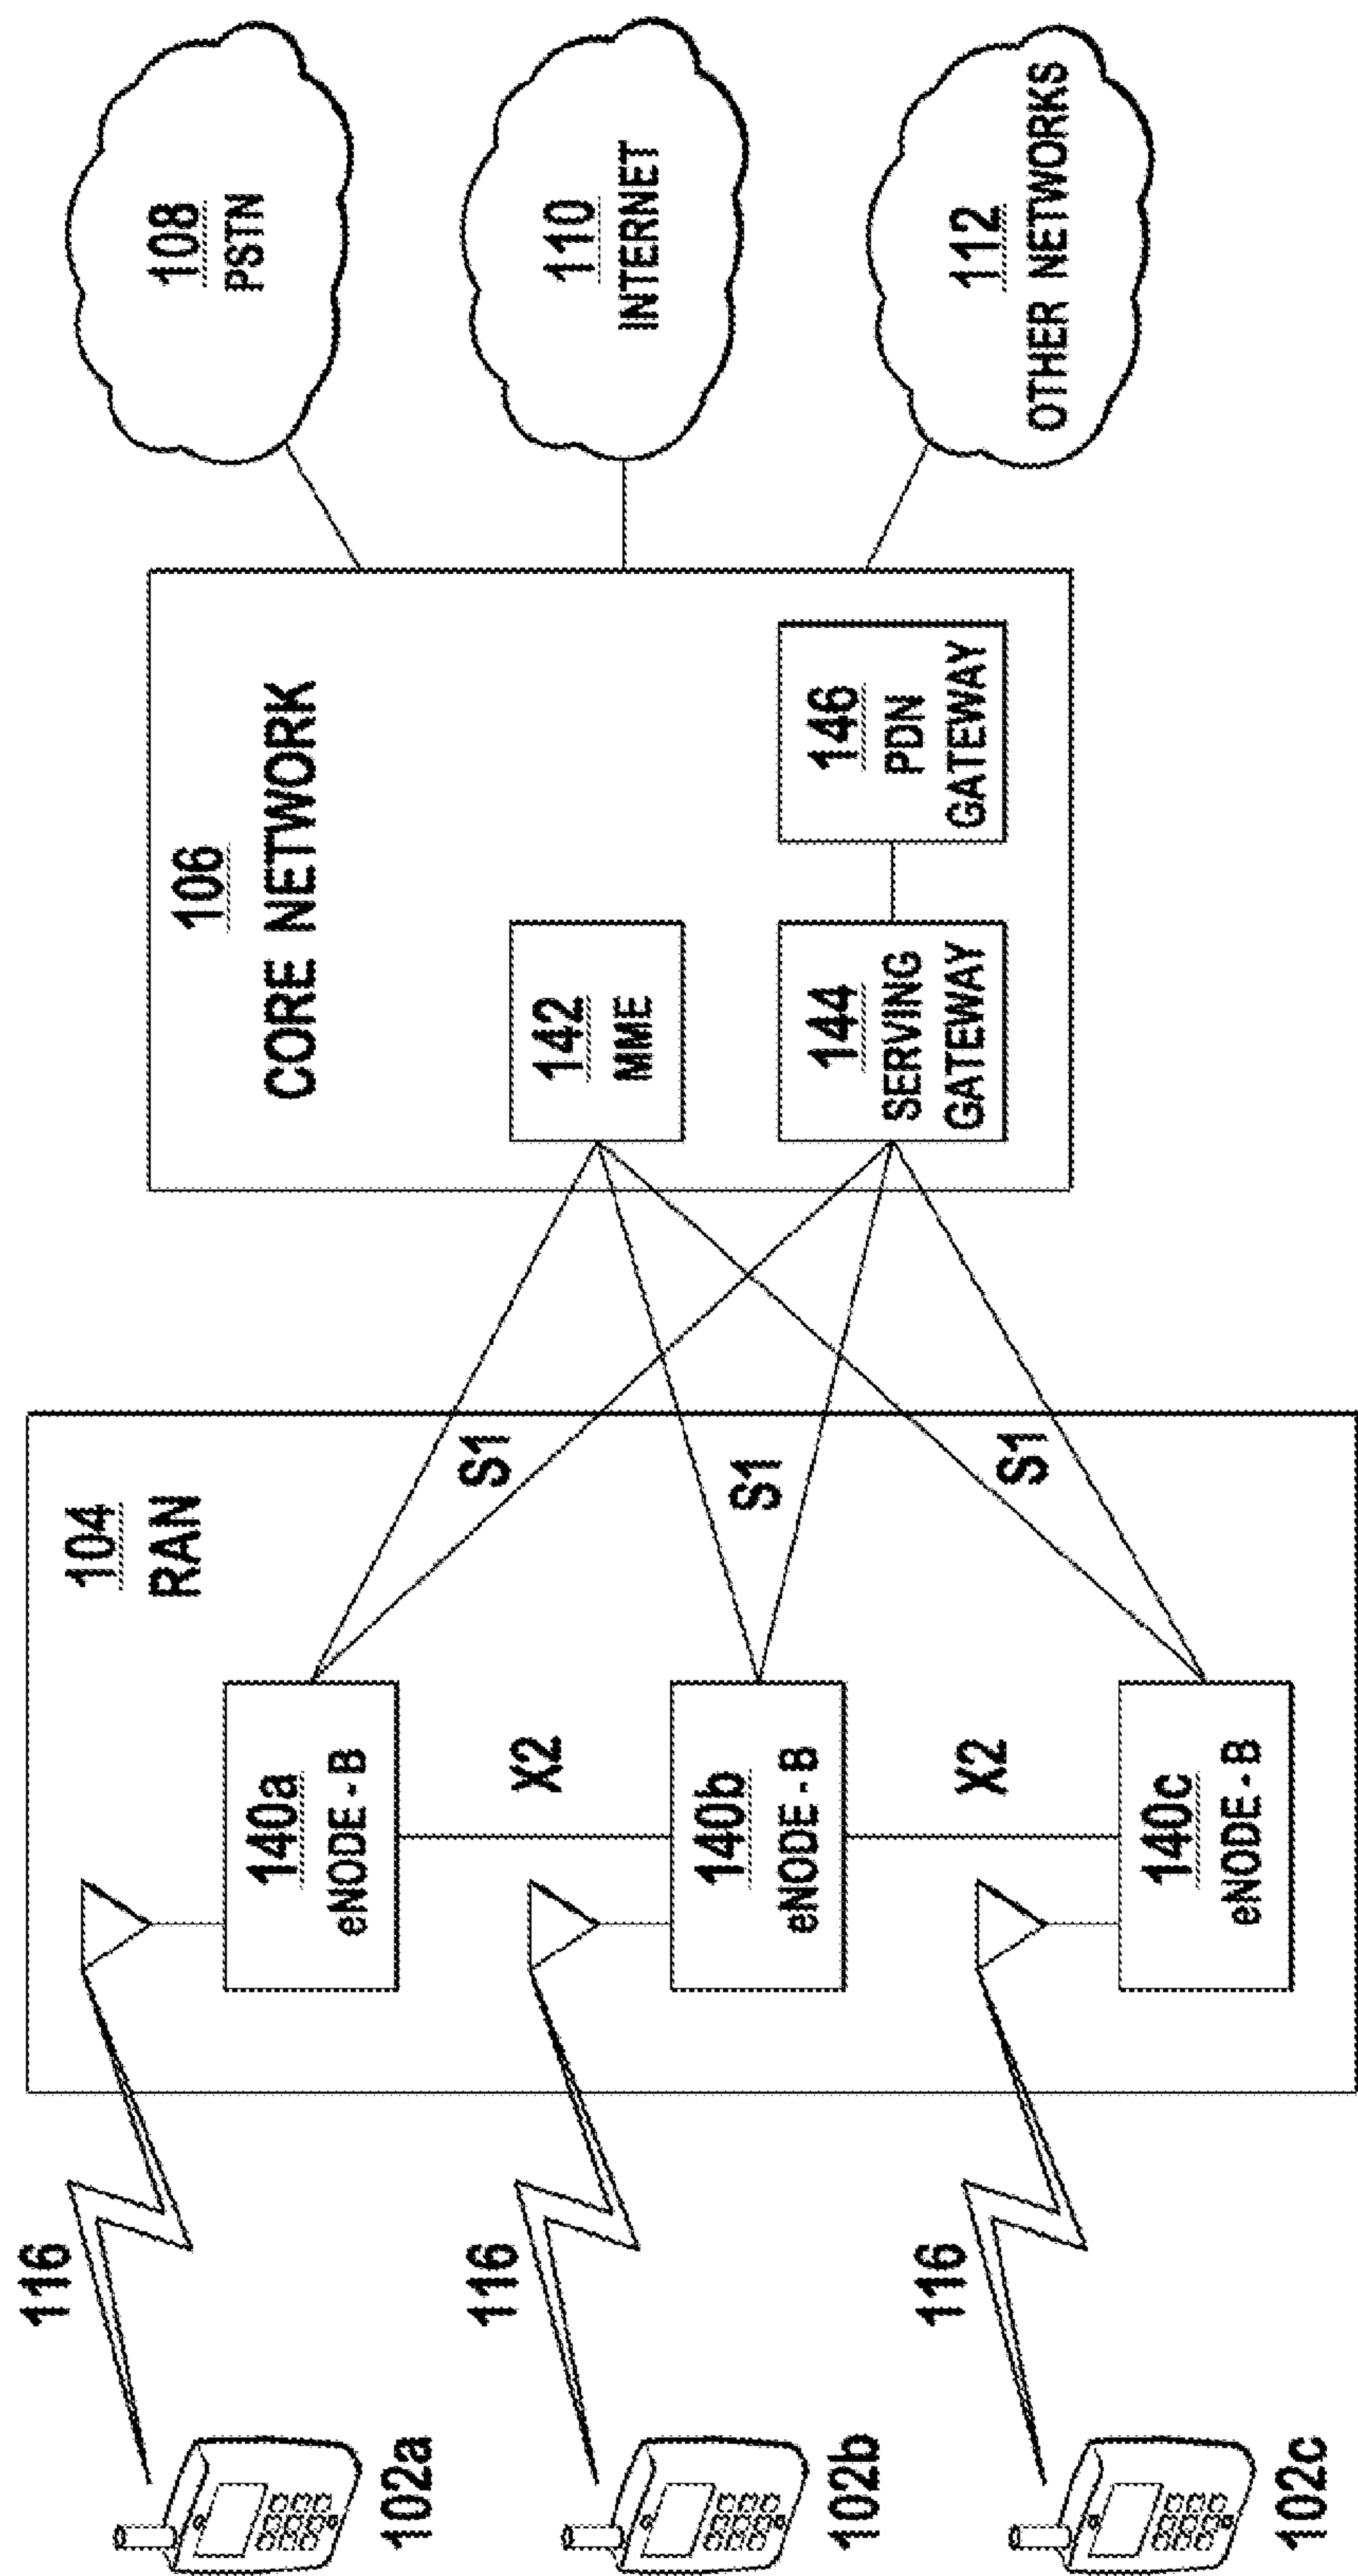 102a
116
102b
116
102c
116
104
RAN
140a
eNODE - B
X2
140b
eNODE - B
X2
140c
eNODE - B
S1
S1
S1
106
CORE NETWORK
142
MME
144
SERVING
GATEWAY
146
PDN
GATEWAY
108
PSTN
110
INTERNET
112
OTHER NETWORKS